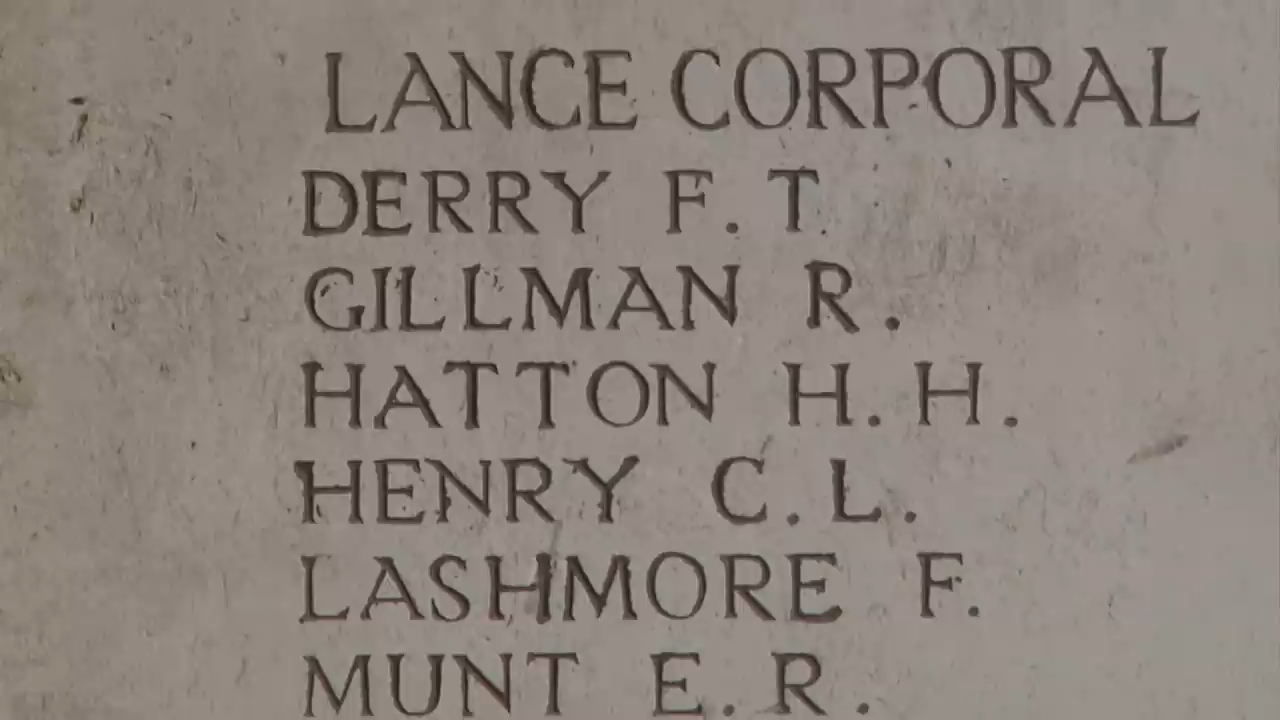 LANCE CORPORAL
DERRY F. T.
GILLMAN R.
HATTON H. H.
HENRY C. L.
LASHMORE F.
MUNT E. R.